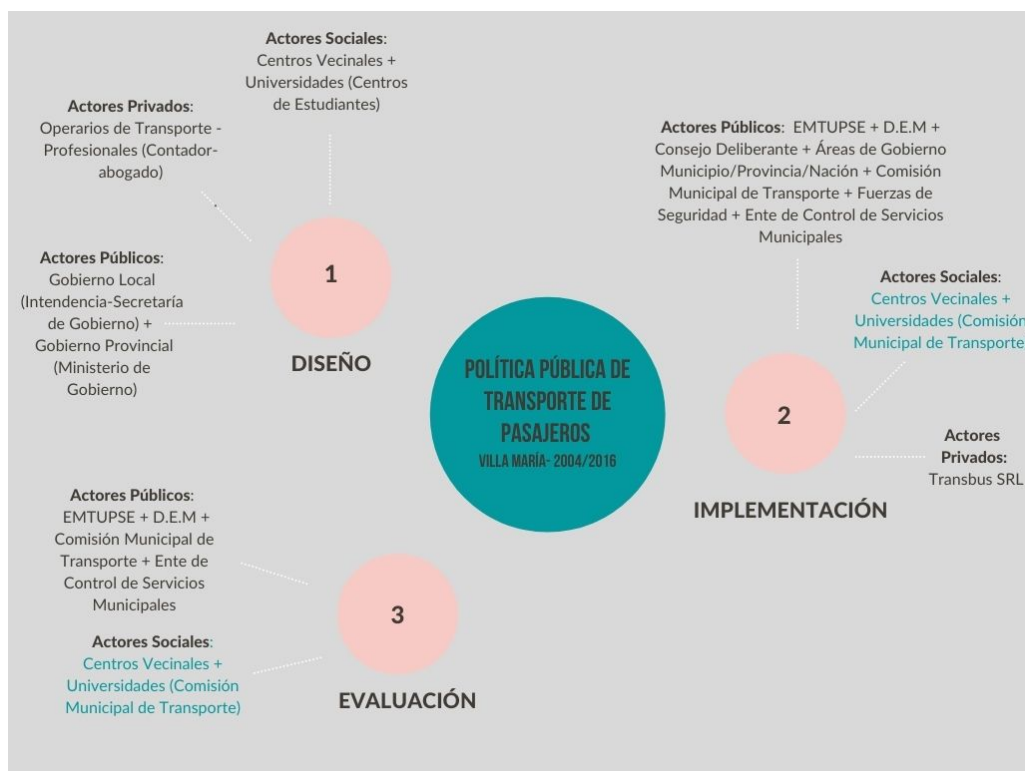 Actores Sociales:
Centros Vecinales +
Universidades (Centros
de Estudiantes)
Actores Privados:
Operarios de Transporte -
Profesionales (Contador-
abogado)
Actores Públicos:
Gobierno Local
(Intendencia-Secretaría
de Gobierno) +
Gobierno Provincial
(Ministerio de
Gobierno)
1
DISEÑO
POLÍTICA PÚBLICA DE
TRANSPORTE DE
PASAJEROS
VILLA MARÍA- 2004/2016
Actores Públicos: EMTUPSE + D.E.M +
Consejo Deliberante + Áreas de Gobierno
Municipio/Provincia/Nación + Comisión
Municipal de Transporte + Fuerzas de
Seguridad + Ente de Control de Servicios
Municipales
Actores Sociales:
Centros Vecinales +
Universidades (Comisión
Municipal de Transporte
2
Actores
Privados:
Transbus SRL
IMPLEMENTACIÓN
Actores Públicos:
EMTUPSE + D.E.M +
Comisión Municipal de
Transporte + Ente de
Control de Servicios
Municipales
Actores Sociales:
Centros Vecinales +
Universidades (Comisión
Municipal de Transporte)
3
EVALUACIÓN